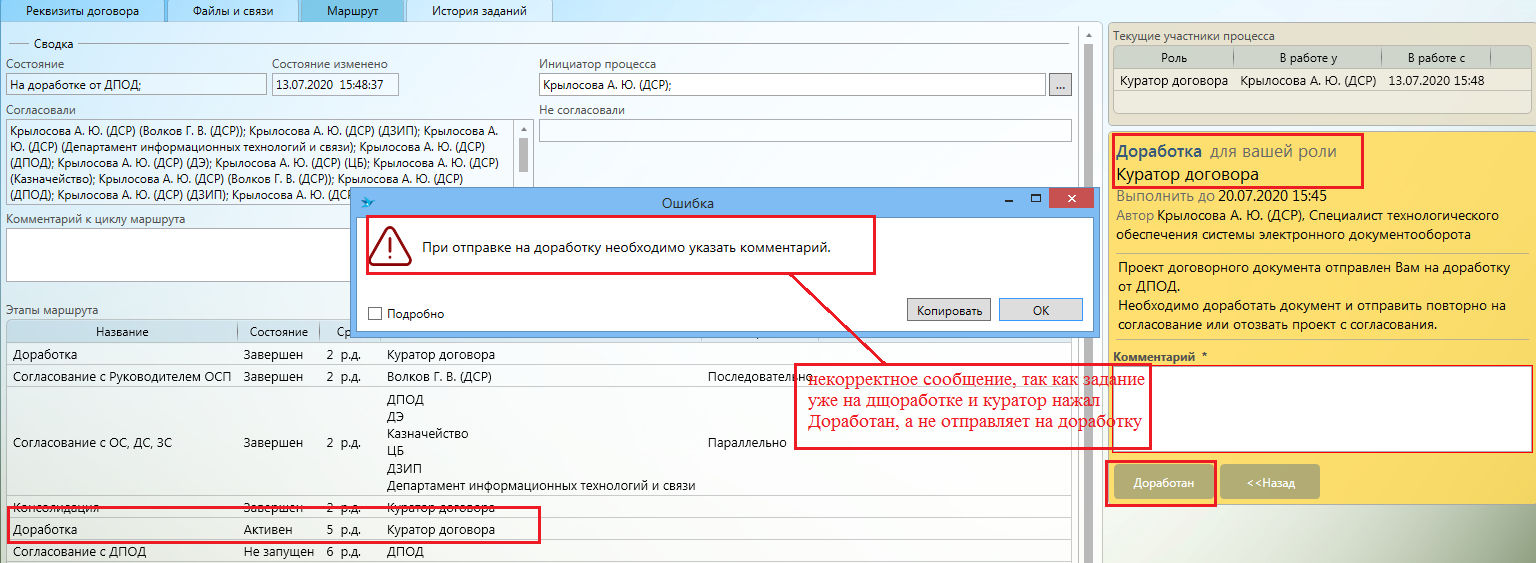 Реквизиты договора
Файлы и связи
Маршрут
История заданий
Сводка
Состояние
Состояние изменено
Инициатор процесса
На доработке от ДПОД;
13.07.2020 15:48:37
Крылосова А. Ю. (ДСР);
...
Согласовали
Не согласовали
Крылосова А. Ю. (ДСР) (Волков Г. В. (ДСР)); Крылосова А. Ю. (ДСР) (ДЗИП); Крылосова А.
Ю. (ДСР) (Департамент информационных технологий и связи); Крылосова А. Ю. (ДСР)
(ДПОД); Крылосова А. Ю. (ДСР) (ДЭ); Крылосова А. Ю. (ДСР) (ЦБ); Крылосова А. Ю. (ДСР)
(Казначейство); Крылосова А. Ю. (ДСР) (Волков Г. В. (ДСР)); Крылосова А. Ю. (ДСР)
(ДПОД); Крылосова А. Ю. (ДСР) (ДЗИП); Крылосова А. Ю. (ДСР)
Комментарий к циклу маршрута
Этапы маршрута
Название
Состояние
Ср
Доработка Завершен 2 р.д. Куратор договора
Согласование с Руководителем ОСП Завершен 2 р.д. Волков Г. В. (ДСР) Последовательно
ДПОД
ДЭ
Казначейство
Согласование с ОС, ДС, ЗС Завершен 2 р.д. ЦБ Параллельно
ДЗИП
Департамент информационных технологий и связи
Консолидация Завершен 2 р.д. Куратор договора
Доработка Активен 5 р.д. Куратор договора
Согласование с ДПОД Не запущен 6 р.д. ДПОД
Ошибка
При отправке на доработку необходимо указать комментарий.
Подробно
Копировать
ОК
некорректное сообщение, так как задание
уже на дщоработке и куратор нажал
Доработан, а не отправляет на доработку
Текущие участники процесса
Роль В работе у В работе с
Куратор договора Крылосова А. Ю. (ДСР) 13.07.2020 15:48
Доработка для вашей роли
Куратор договора
Выполнить до 20.07.2020 15:45
Автор Крылосова А. Ю. (ДСР), Специалист технологического
обеспечения системы электронного документооборота
Проект договорного документа отправлен Вам на доработку
от ДПОД.
Необходимо доработать документ и отправить повторно на
согласование или отозвать проект с согласования.
Комментарий *
Доработан
<<Назад